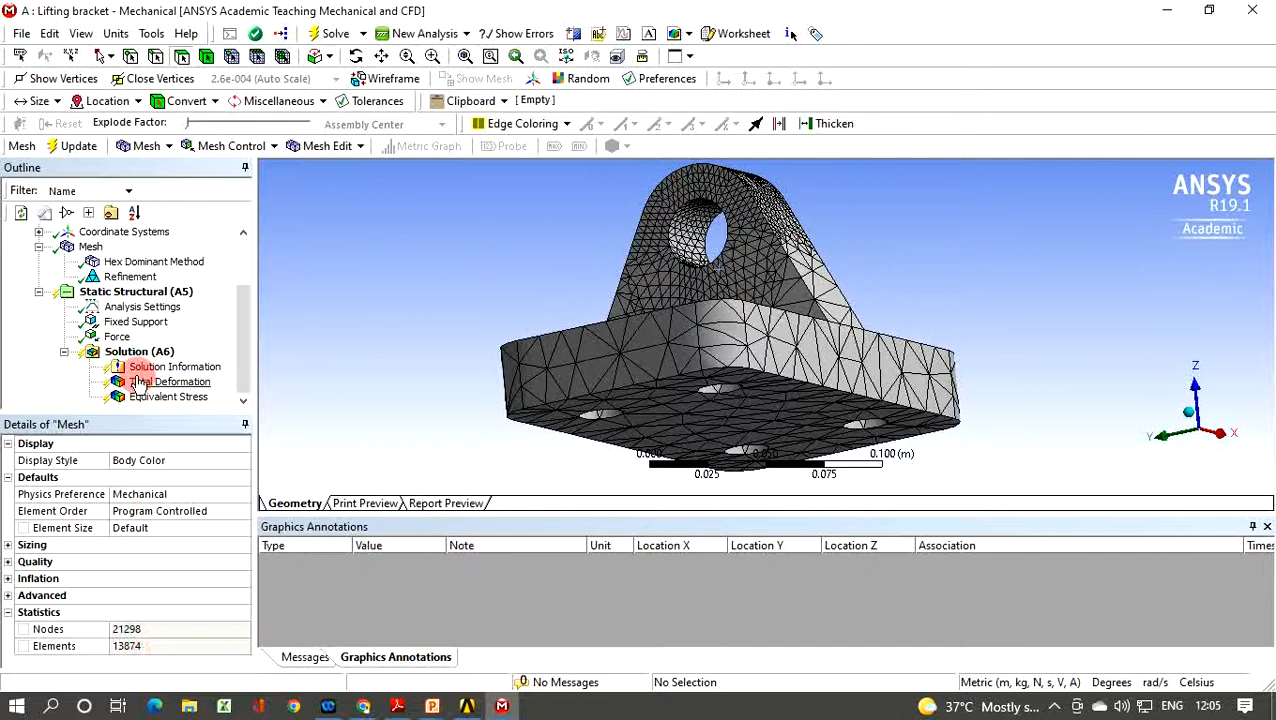 A : Lifting bracket - Mechanical [ANSYS Academic Teaching Mechanical and CFD]
File Edit View Units Tools Help Solve New Analysis Show Errors Worksheet
A
ISO
Show Vertices Close Vertices 2.6e-004 (Auto Scale) Wireframe Show Mesh Random Preferences
Size Location Convert Miscellaneous Tolerances Clipboard [ Empty ]
Reset Explode Factor: Assembly Center Edge Coloring Thicken
Mesh Update Mesh Mesh Control Mesh Edit Metric Graph Probe
Outline
Filter: Name
Coordinate Systems
Mesh
Hex Dominant Method
Refinement
Static Structural (A5)
Analysis Settings
Fixed Support
Force
Solution (A6)
Solution Information
Total Deformation
Equivalent Stress
ANSYS
R19.1
Academic
Z
Y
X
0.000 0.050 0.100 (m)
0.025 0.075
Details of "Mesh"
Display
Display Style Body Color
Defaults
Physics Preference Mechanical
Element Order Program Controlled
Element Size Default
Sizing
Quality
Inflation
Advanced
Statistics
Nodes 21298
Elements 13874
Geometry Print Preview Report Preview
Graphics Annotations
Type Value Note Unit Location X Location Y Location Z Association Times
Messages Graphics Annotations
No Messages No Selection Metric (m, kg, N, s, V, A) Degrees rad/s Celsius
37°C Mostly s... ENG 12:05